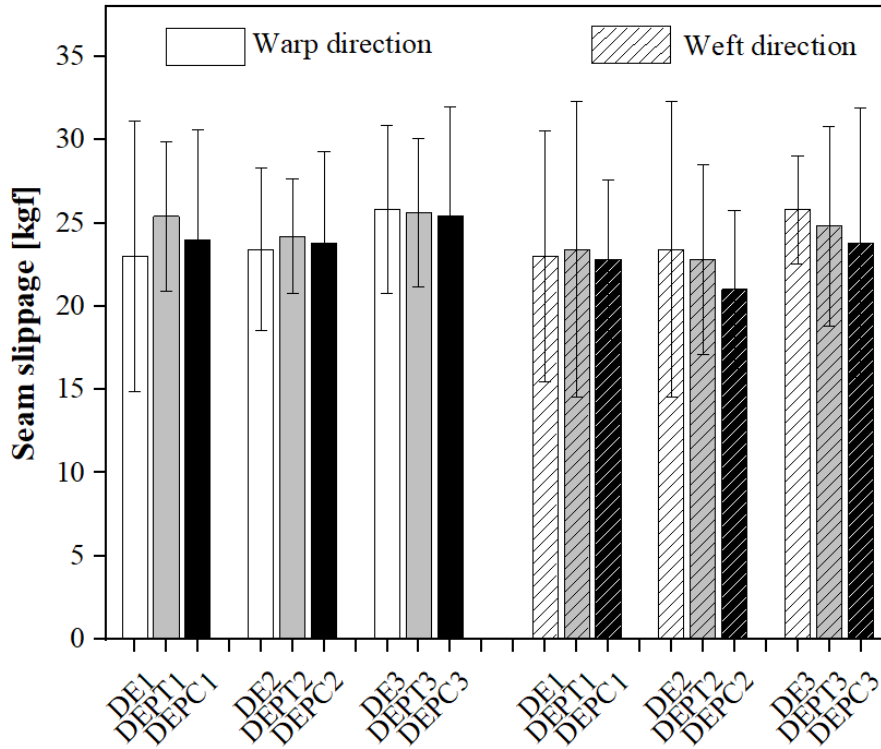 Seam slippage [kgf]
35
30
25
20
15
10
5
0
Warp direction
Weft direction
DE1
DEPT1
DEPC1
DE2
DEPT2
DEPC2
DE3
DEPT3
DEPC3
DE1
DEPT1
DEPC1
DE2
DEPT2
DEPC2
DE3
DEPT3
DEPC3